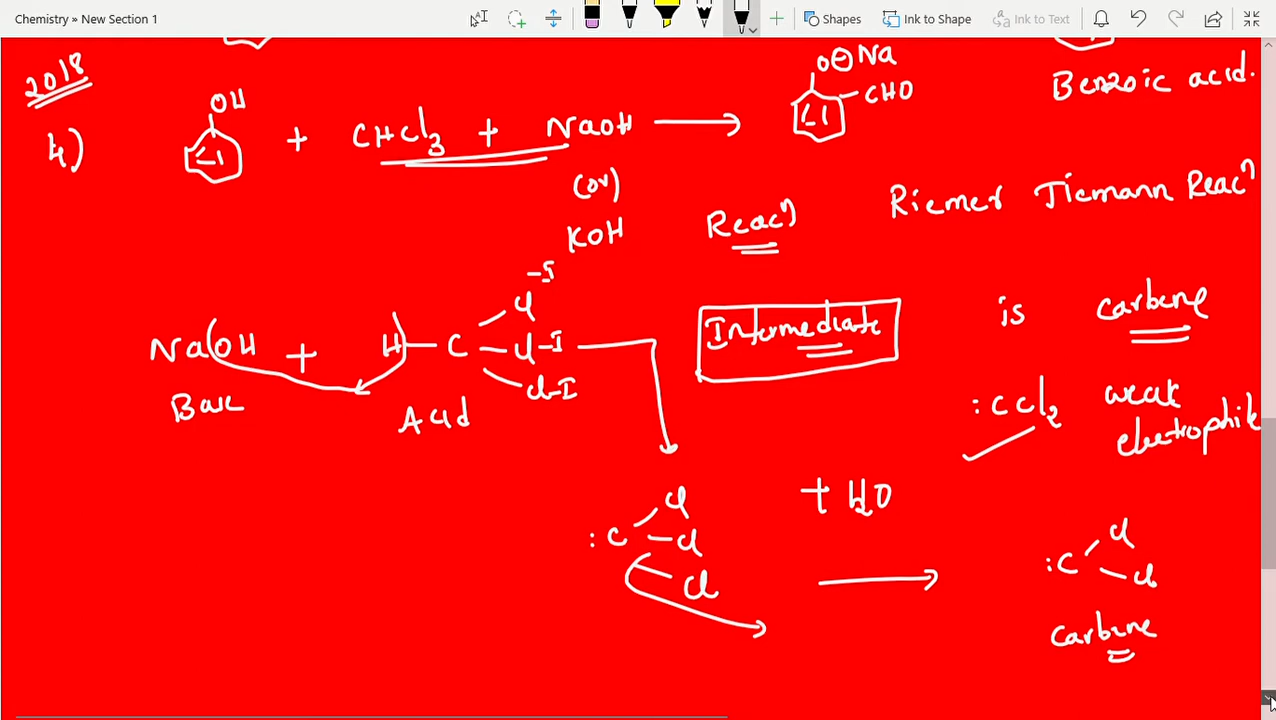 Chemistry » New Section 1
Shapes
Ink to Shape
Ink to Text
2018
4)
OH
+ CHCl3 + NaOH
O⊖Na
CHO
Benzoic acid.
(or)
KOH
Reac?
Riemer Tiemann Reac?
NaOH + H-C
Cl -I
Cl-I
Cl-I
Base
Acid
Intermediate is carbene
:CCl2 weak
electrophile
:C
Cl
Cl
Cl
+ H2O
:C
Cl
Cl
carbene